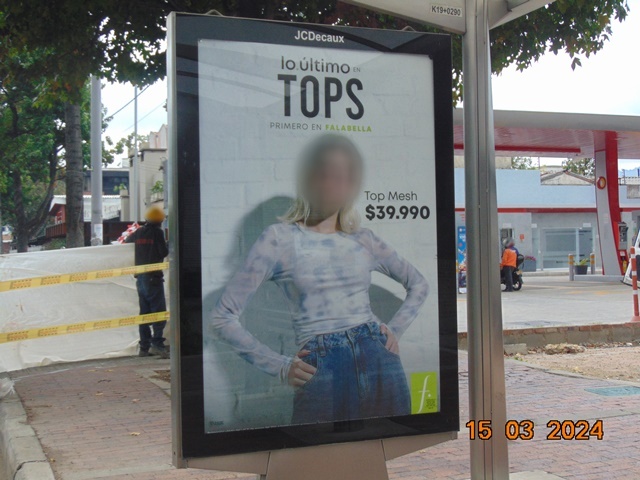 K19+0290
JCDecaux
lo último EN
TOPS
PRIMERO EN FALABELLA
Top Mesh
$39.990
f.
15 03 2024